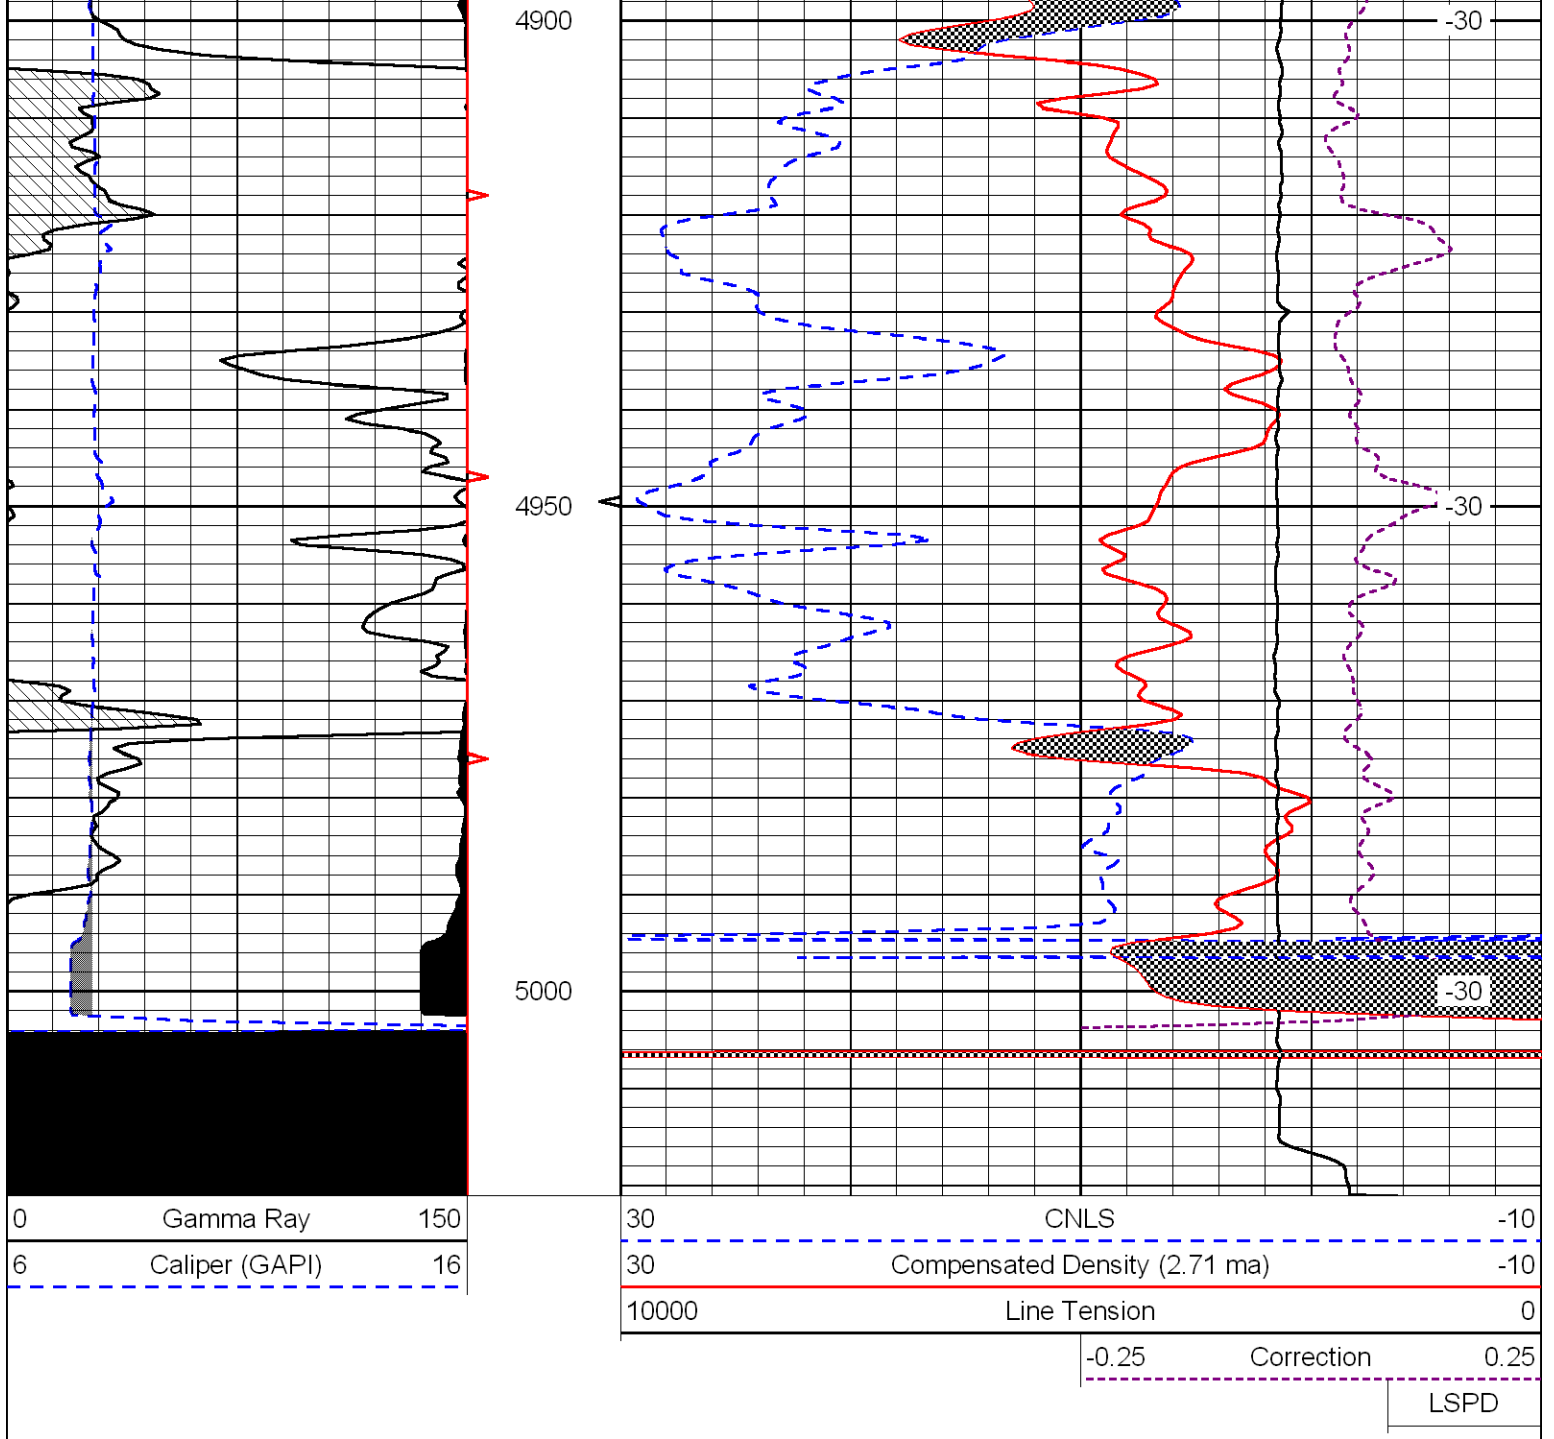 4900 -30
4950 -30
5000 -30
0 Gamma Ray 150
6 Caliper (GAPI) 16
30 CNLS -10
30 Compensated Density (2.71 ma) -10
10000 Line Tension 0
-0.25 Correction 0.25
LSPD